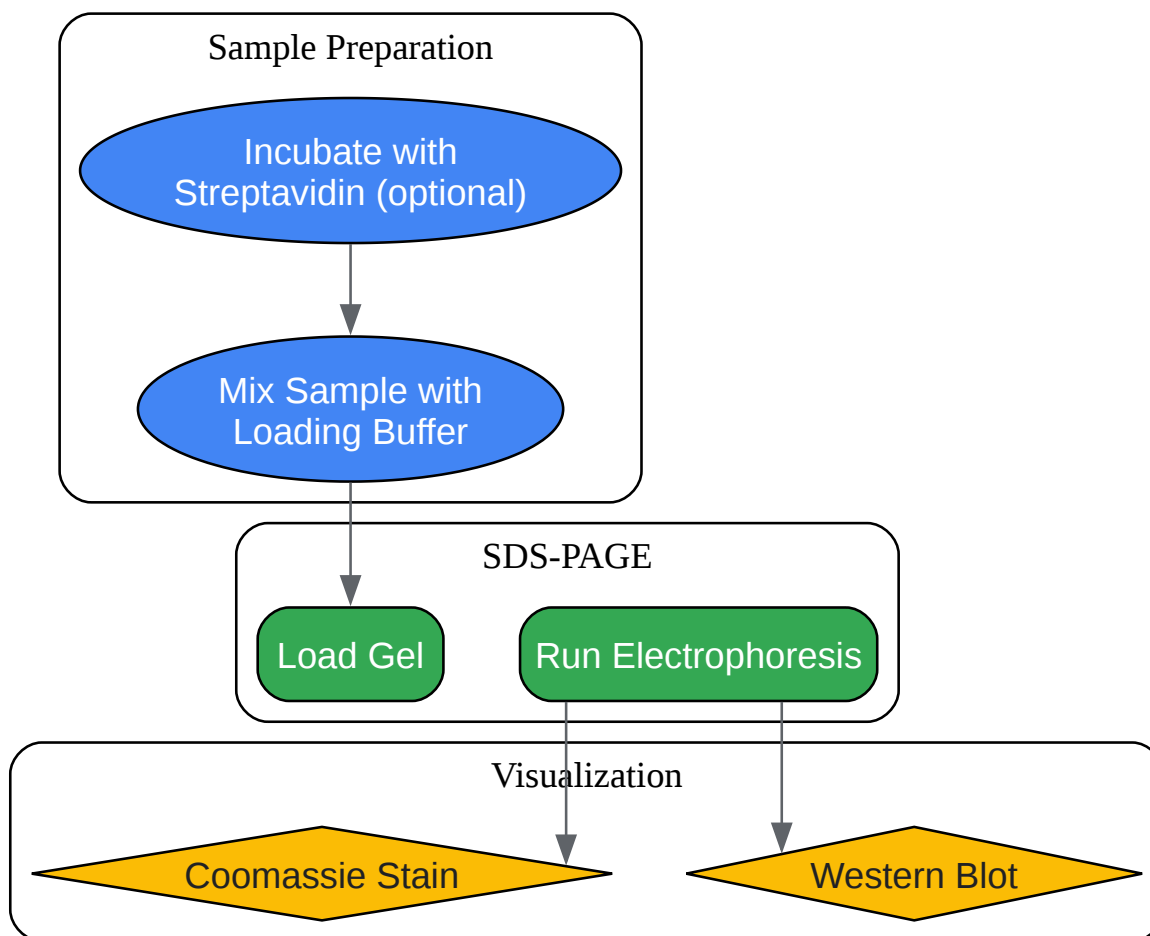 Sample Preparation
Incubate with
Streptavidin (optional)
Mix Sample with
Loading Buffer
SDS-PAGE
Load Gel
Run Electrophoresis
Visualization
Coomassie Stain
Western Blot